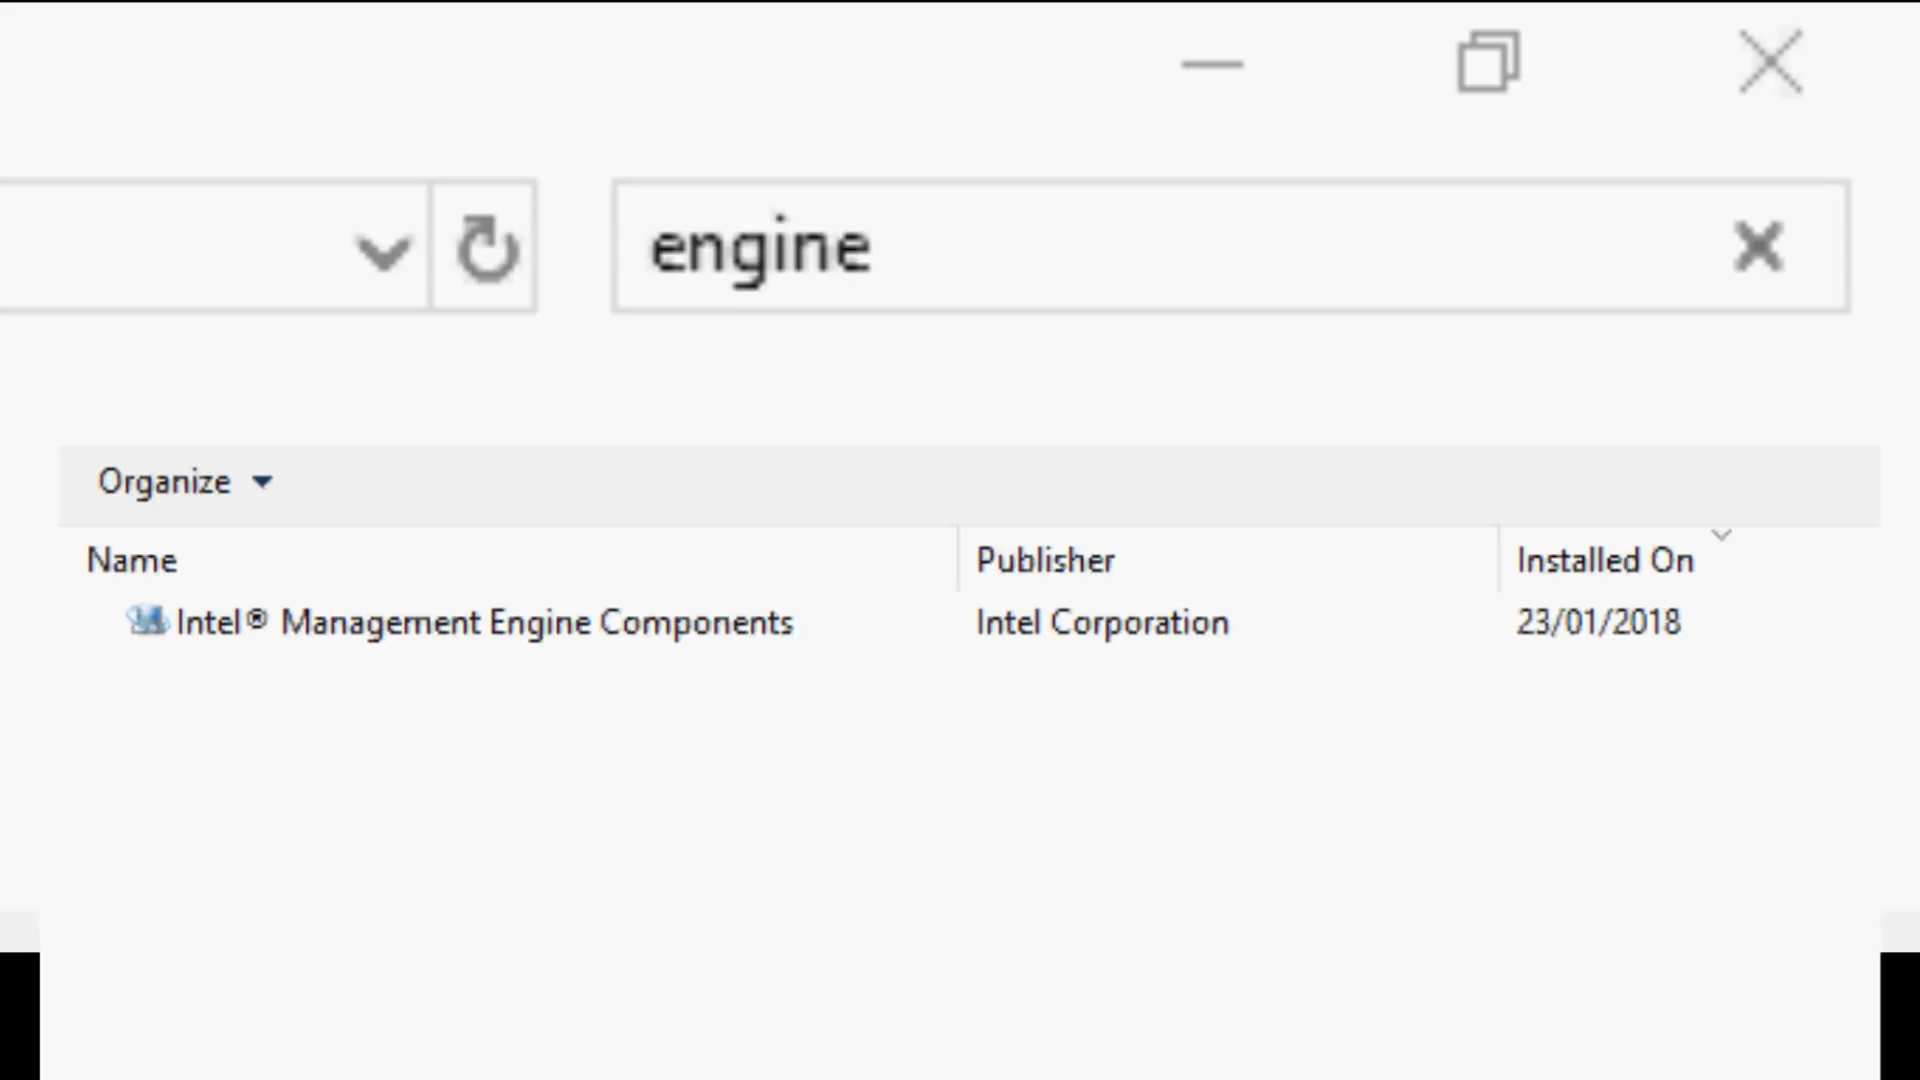 engine
Organize
Name Publisher Installed On
Intel® Management Engine Components Intel Corporation 23/01/2018